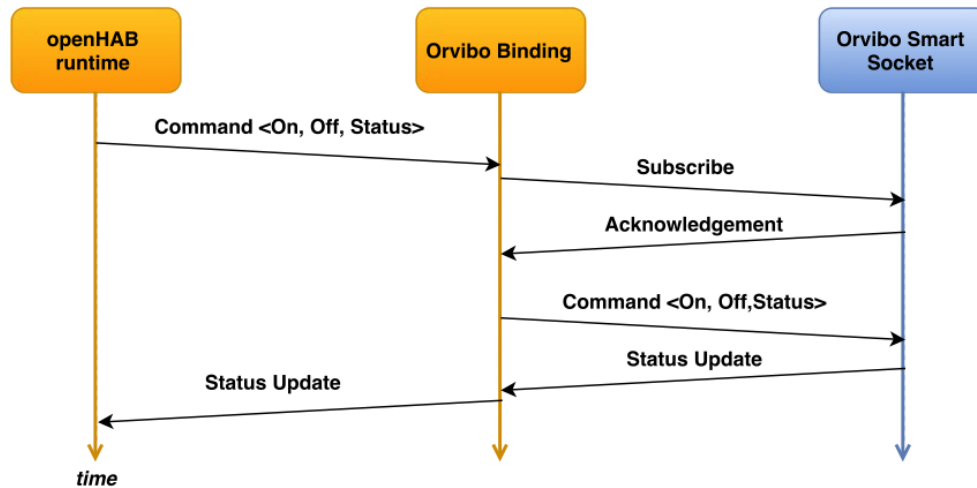 openHAB
runtime
Orvibo Binding
Orvibo Smart
Socket
Command <On, Off, Status>
Subscribe
Acknowledgement
Command <On, Off,Status>
Status Update
Status Update
time